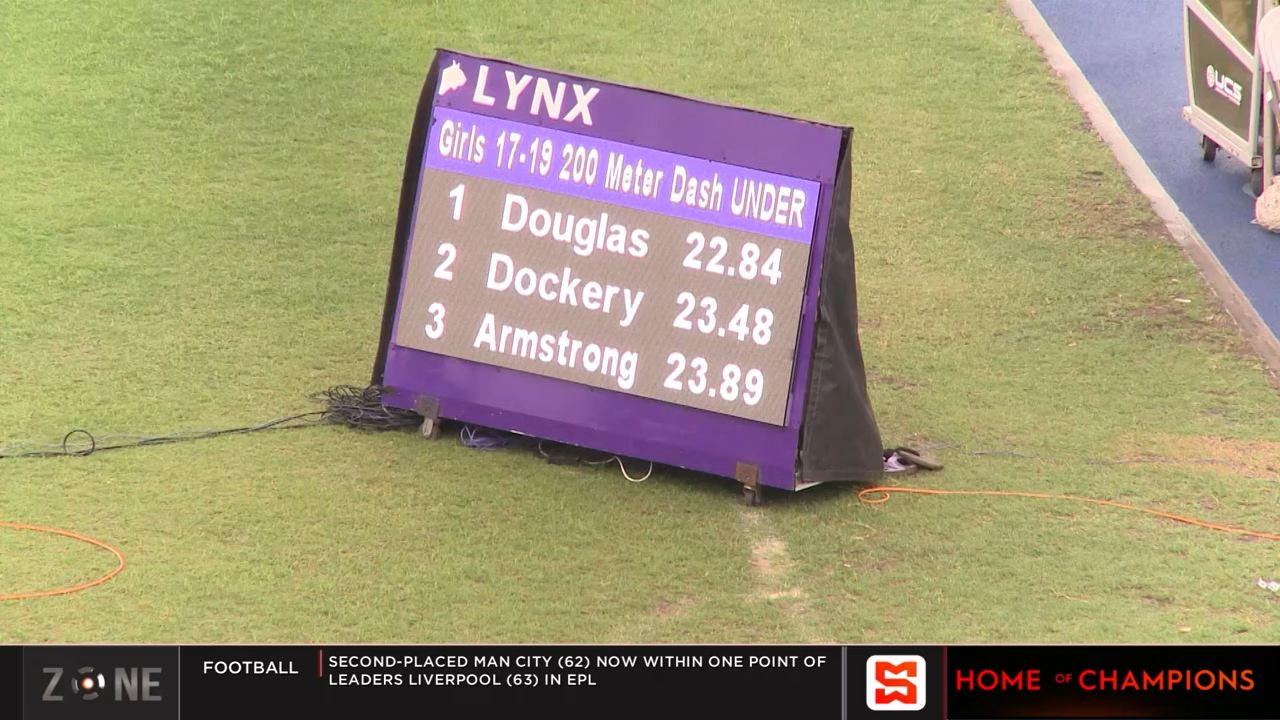 LYNX
Girls 17-19 200 Meter Dash UNDER
1 Douglas 22.84
2 Dockery 23.48
3 Armstrong 23.89
UCS
ZONE
FOOTBALL
SECOND-PLACED MAN CITY (62) NOW WITHIN ONE POINT OF
LEADERS LIVERPOOL (63) IN EPL
HOME OF CHAMPIONS